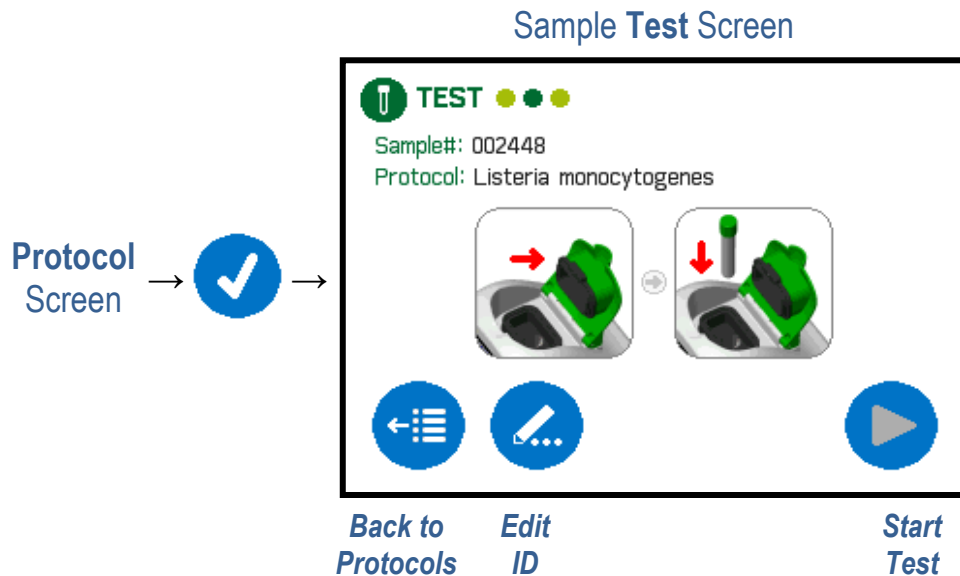 Sample Test Screen
TEST
Sample#: 002448
Protocol: Listeria monocytogenes
Protocol
Screen
Back to
Protocols
Edit
ID
Start
Test